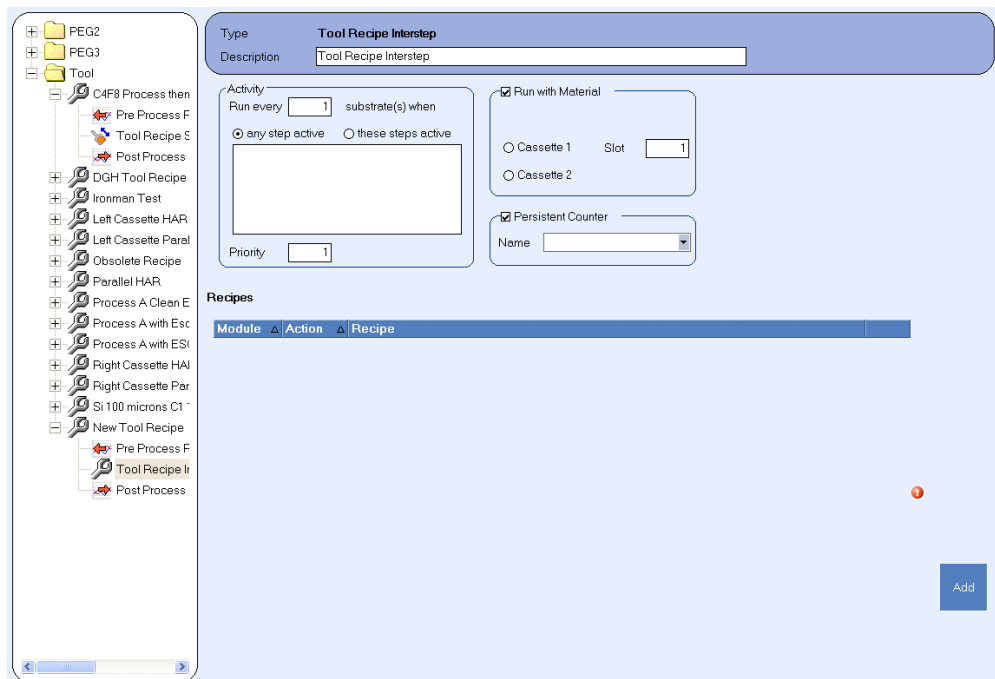 PEG2
PEG3
Tool
C4F8 Process then
Pre Process F
Tool Recipe S
Post Process
DGH Tool Recipe
Ironman Test
Left Cassette HAR
Left Cassette Paral
Obsolete Recipe
Parallel HAR
Process A Clean E
Process A with Esc
Process A with ES(
Right Cassette HAI
Right Cassette Par
Si 100 microns C1
New Tool Recipe
Pre Process F
Tool Recipe Ir
Post Process
Type Tool Recipe Interstep
Description Tool Recipe Interstep
Activity
Run every 1 substrate(s) when
any step active these steps active
Priority 1
Run with Material
Cassette 1 Slot 1
Cassette 2
Persistent Counter
Name
Recipes
Module Action Recipe
Add